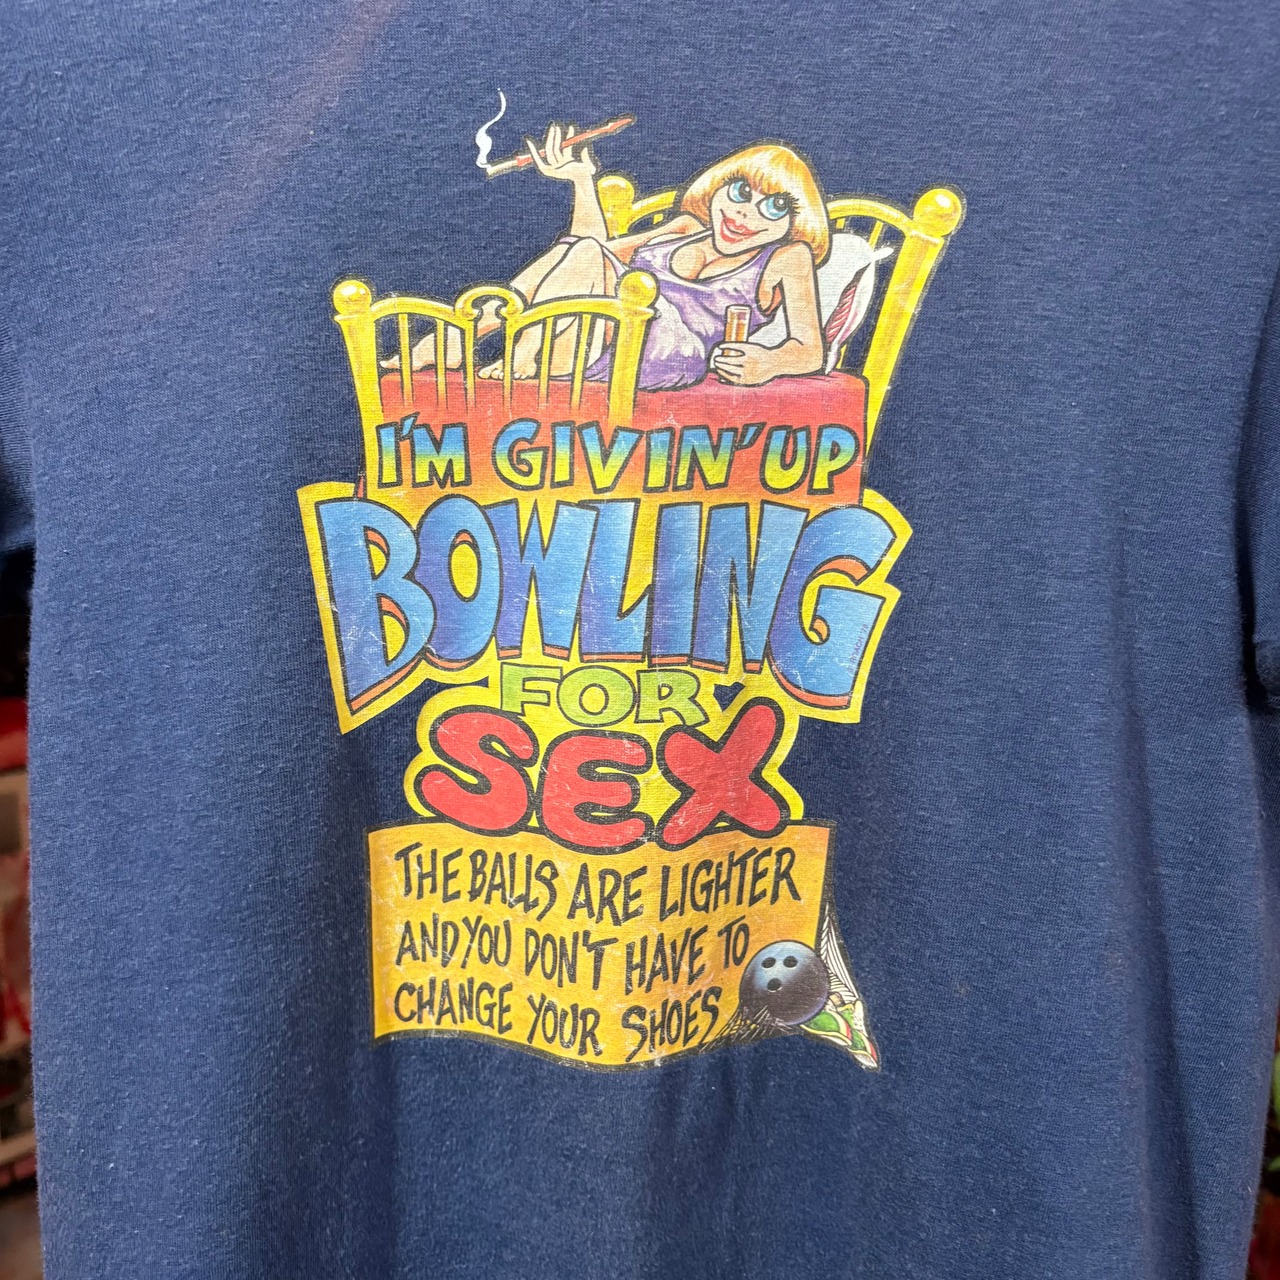 I'M GIVIN' UP
BOWLING
FOR
SEX
THE BALLS ARE LIGHTER
AND YOU DON'T HAVE TO
CHANGE YOUR SHOES